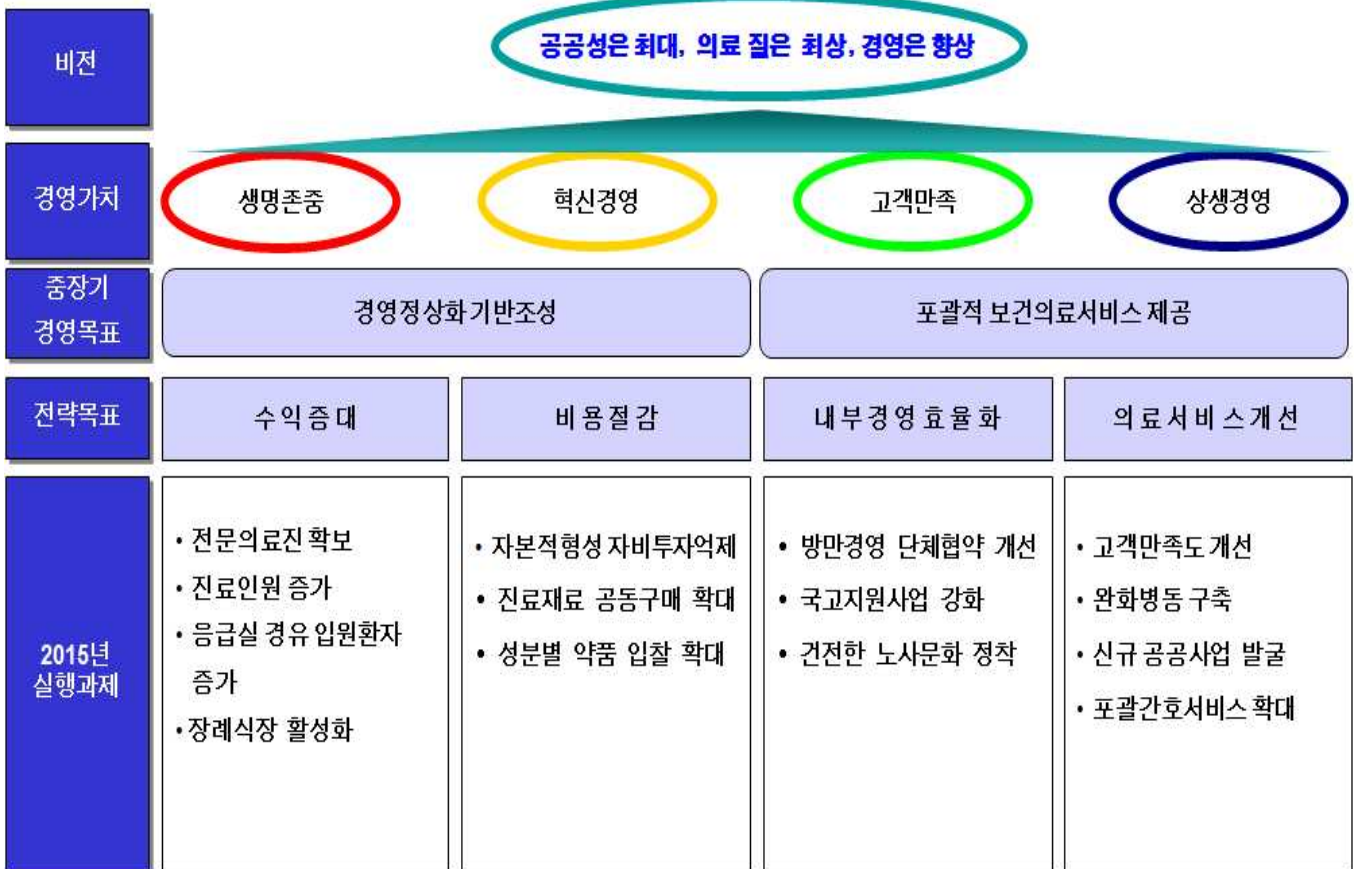 비전
공공성은 최대, 의료 질은 최상, 경영은 향상
경영가치
생명존중
혁신경영
고객만족
상생경영
중장기
경영목표
경영정상화 기반조성
포괄적 보건의료서비스 제공
전략목표
수익증대
비용절감
내부경영효율화
의료서비스개선
2015년
실행과제
• 전문의료진 확보
• 진료인원 증가
• 응급실 경유 입원환자
증가
• 장례식장 활성화
• 자본적형성 자비투자억제
• 진료재료 공동구매 확대
• 성분별 약품 입찰 확대
• 방만경영 단체협약 개선
• 국고지원사업 강화
• 건전한 노사문화 정착
• 고객만족도 개선
• 완화병동 구축
• 신규 공공사업 발굴
• 포괄간호서비스 확대